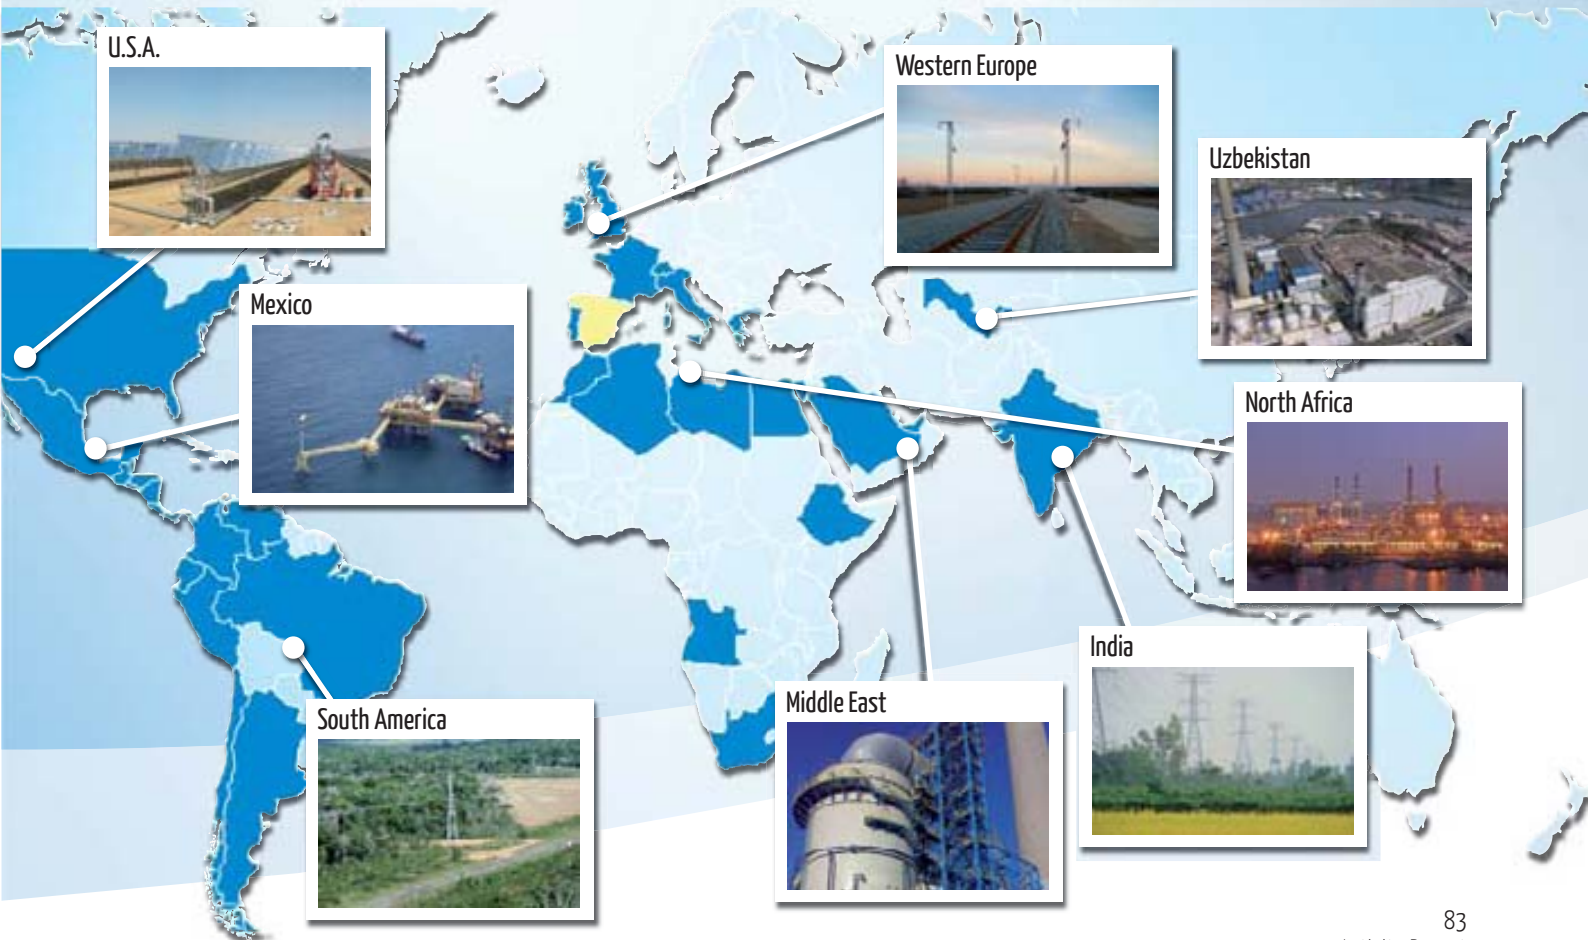 U.S.A.
Western Europe
Uzbekistan
Mexico
North Africa
India
Middle East
South America
83